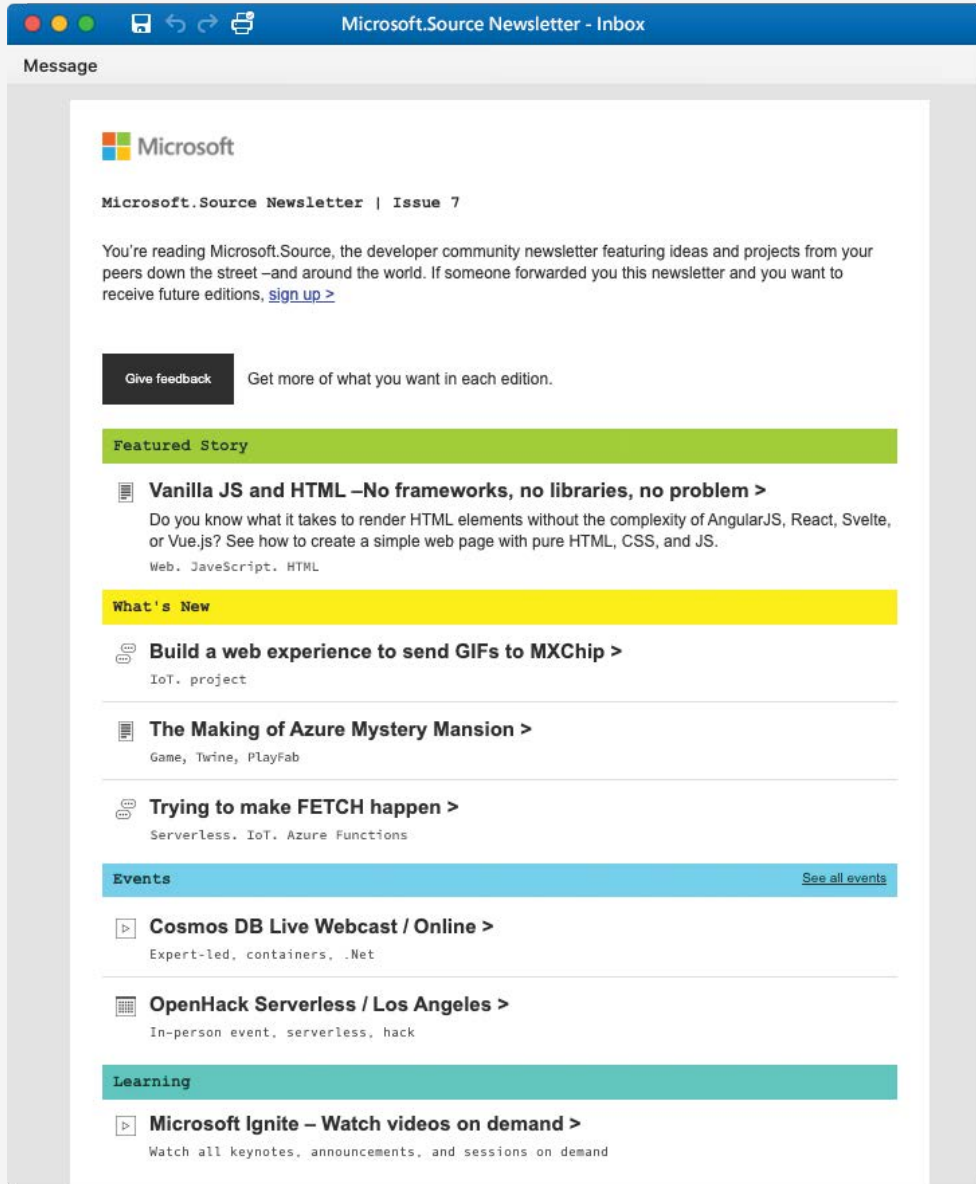 Microsoft.Source Newsletter - Inbox
Message
Microsoft
Microsoft.Source Newsletter | Issue 7
You're reading Microsoft.Source, the developer community newsletter featuring ideas and projects from your
peers down the street –and around the world. If someone forwarded you this newsletter and you want to
receive future editions, sign up >
Give feedback Get more of what you want in each edition.
Featured Story
Vanilla JS and HTML –No frameworks, no libraries, no problem >
Do you know what it takes to render HTML elements without the complexity of AngularJS, React, Svelte,
or Vue.js? See how to create a simple web page with pure HTML, CSS, and JS.
Web. JaveScript. HTML
What's New
Build a web experience to send GIFs to MXChip >
IoT. project
The Making of Azure Mystery Mansion >
Game, Twine, PlayFab
Trying to make FETCH happen >
Serverless. IoT. Azure Functions
Events See all events
Cosmos DB Live Webcast / Online >
Expert-led, containers, .Net
OpenHack Serverless / Los Angeles >
In-person event, serverless, hack
Learning
Microsoft Ignite – Watch videos on demand >
Watch all keynotes, announcements, and sessions on demand